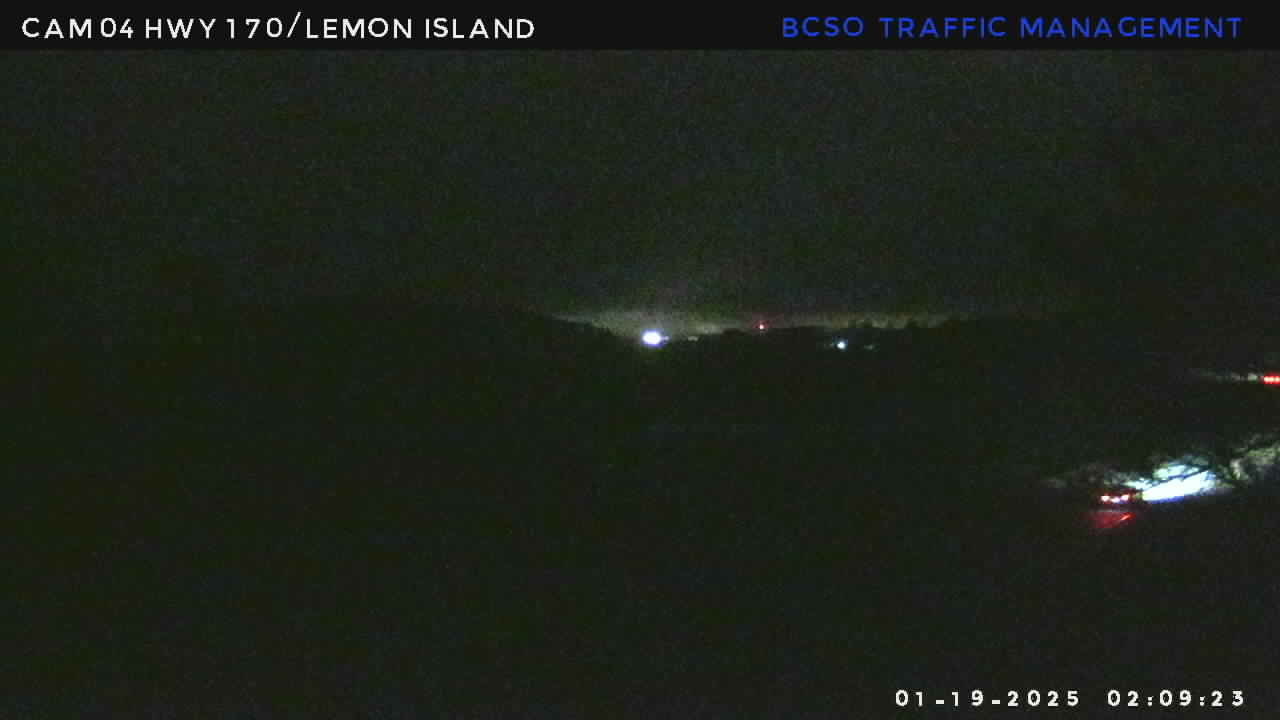 CAM04 HWY 170/LEMON ISLAND
BCSO TRAFFIC MANAGEMENT
01-19-2025 02:09:23